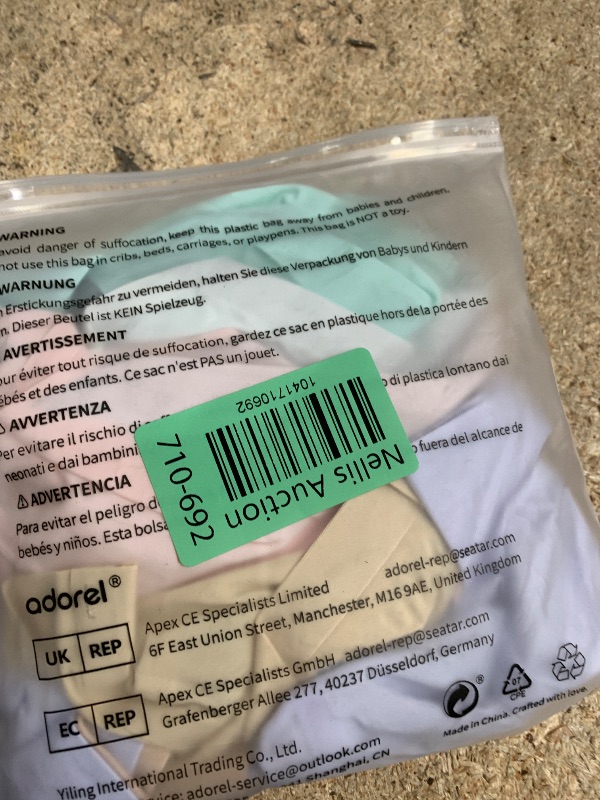 WARNING
avoid danger of suffocation, keep this plastic bag away from babies and children.
not use this bag in cribs, beds, carriages, or playpens. This bag is NOT a toy.
WARNUNG
Erstickungsgefahr zu vermeiden, halten Sie diese Verpackung von Babys und Kindern
n. Dieser Beutel ist KEIN Spielzeug.
AVERTISSEMENT
our éviter tout risque de suffocation, gardez ce sac en plastique hors de la portée des
ébés et des enfants. Ce sac n'est PAS un jouet.
AVVERTENZA
Per evitare il rischio di di plastica lontano dai
neonati e dai bambini
ADVERTENCIA
Para evitar el peligro d fuera del alcance de
bebés y niños. Esta bolsa
1041710692
710-699-2
Nellis Auction
adorel®
UK REP
Apex CE Specialists Limited adorel-rep@seatar.com
6F East Union Street, Manchester, M16 9AE, United Kingdom
EC REP
Apex CE Specialists GmbH adorel-rep@seatar.com
Grafenberger Allee 277, 40237 Düsseldorf, Germany
®
07
CPE
Made in China. Crafted with love.
Yiling International Trading Co., Ltd.
vice: adorel-service@outlook.com
Shanghai, CN